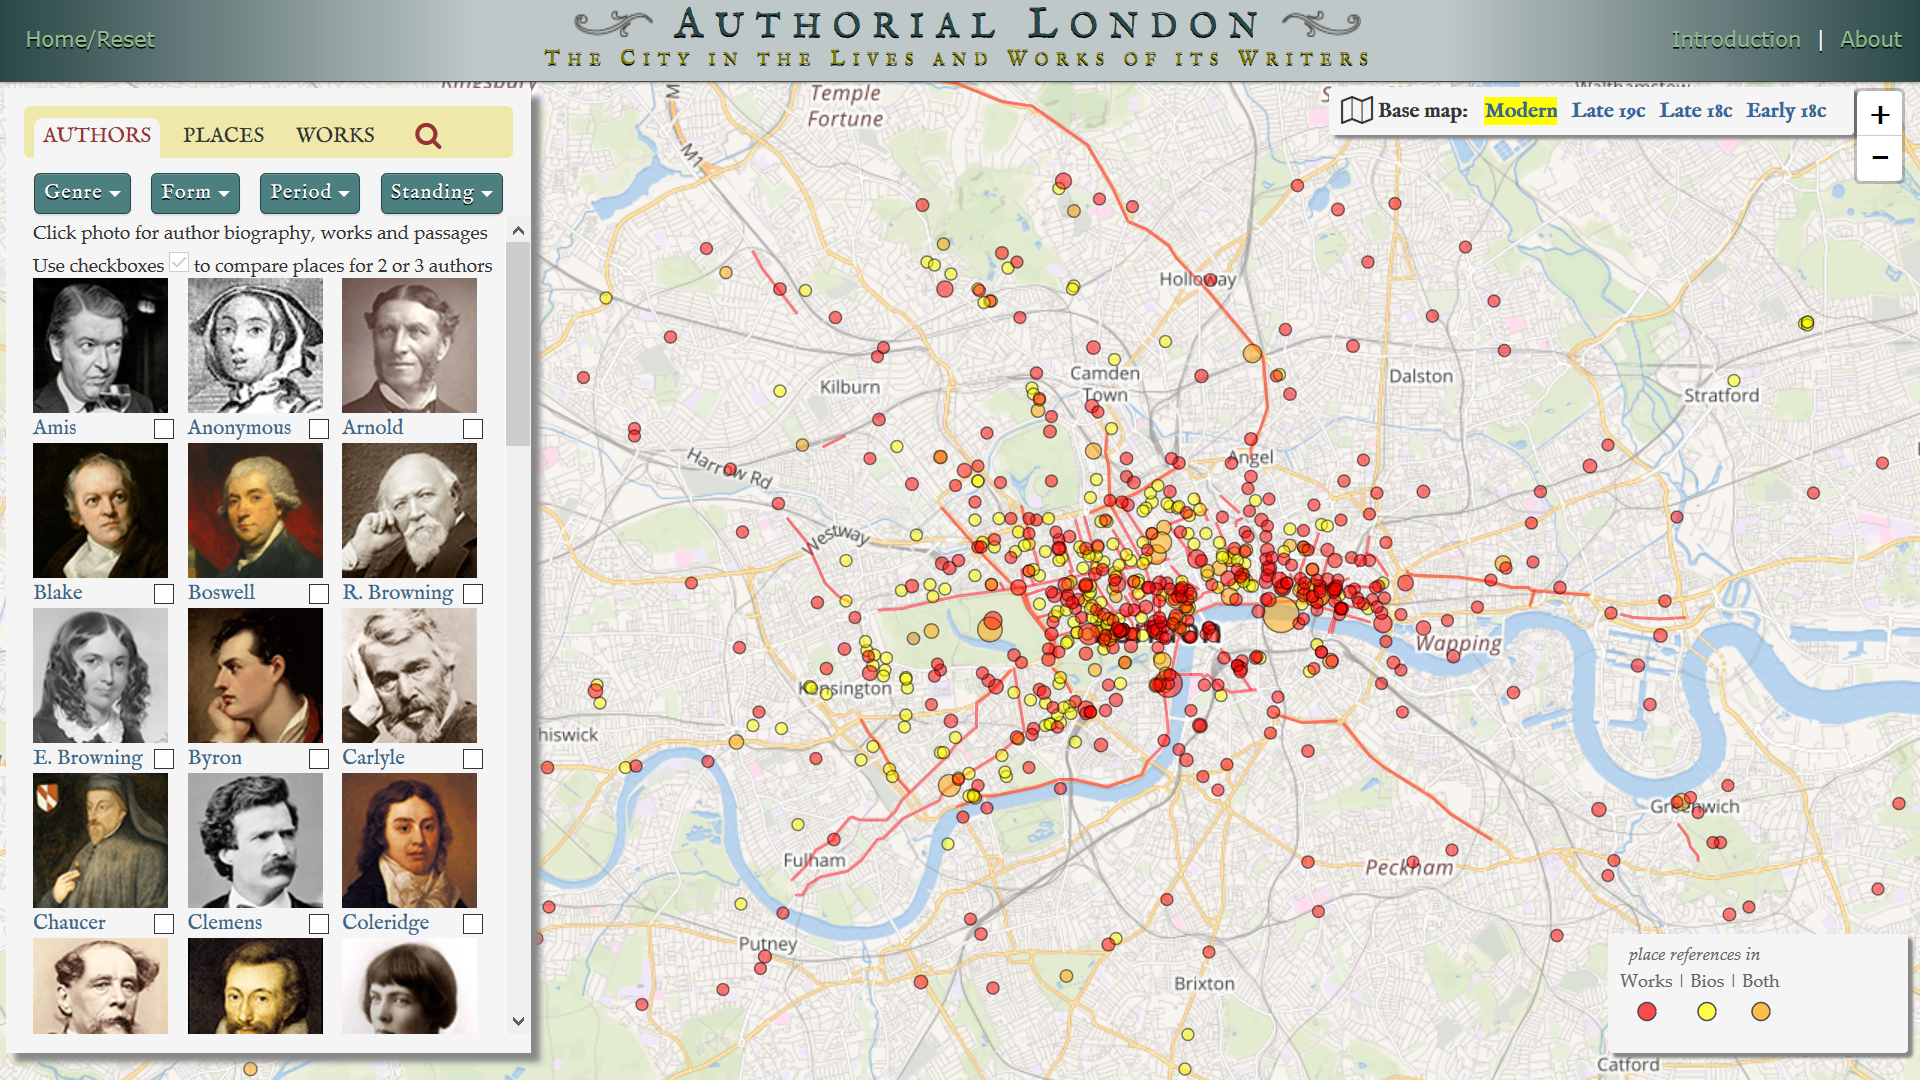 Home/Reset
AUTHORIAL LONDON
THE CITY IN THE LIVES AND WORKS OF ITS WRITERS
Introduction | About
AUTHORS PLACES WORKS
Genre Form Period Standing
Click photo for author biography, works and passages
Use checkboxes to compare places for 2 or 3 authors
Amis Anonymous Arnold
Blake Boswell R. Browning
E. Browning Byron Carlyle
Chaucer Clemens Coleridge
Base map: Modern Late 19c Late 18c Early 18c
+
−
Kingsbury
Temple
Fortune
Walthamstow
M1
Holloway
Kilburn
Camden
Town
Dalston
Stratford
Harrow Rd
Angel
Westway
Wapping
Kensington
hiswick
Greenwich
Fulham
Peckham
Putney
Brixton
Catford
place references in
Works | Bios | Both